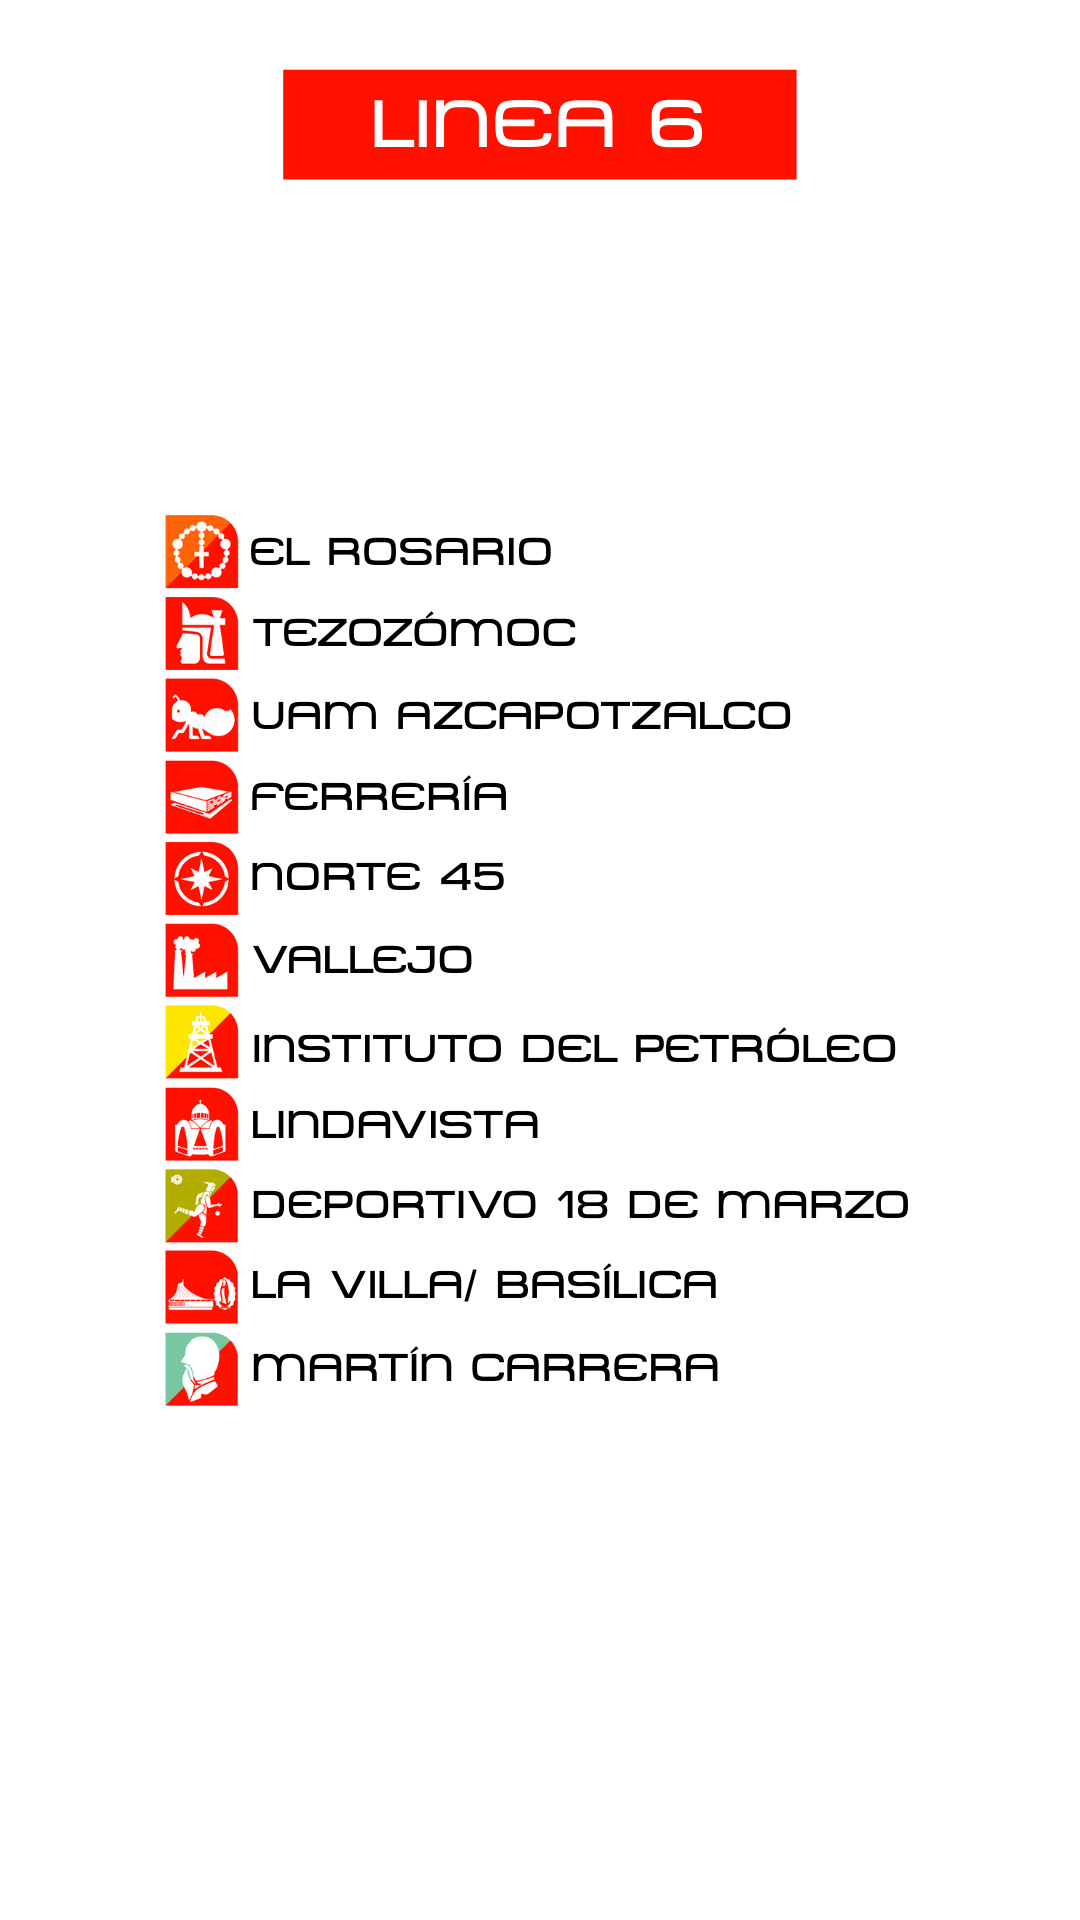 LINEA 6
EL ROSARIO
TEZOZÓMOC
UAM AZCAPOTZALCO
FERRERÍA
NORTE 45
VALLEJO
INSTITUTO DEL PETRÓLEO
LINDAVISTA
DEPORTIVO 18 DE MARZO
LA VILLA/ BASÍLICA
MARTÍN CARRERA